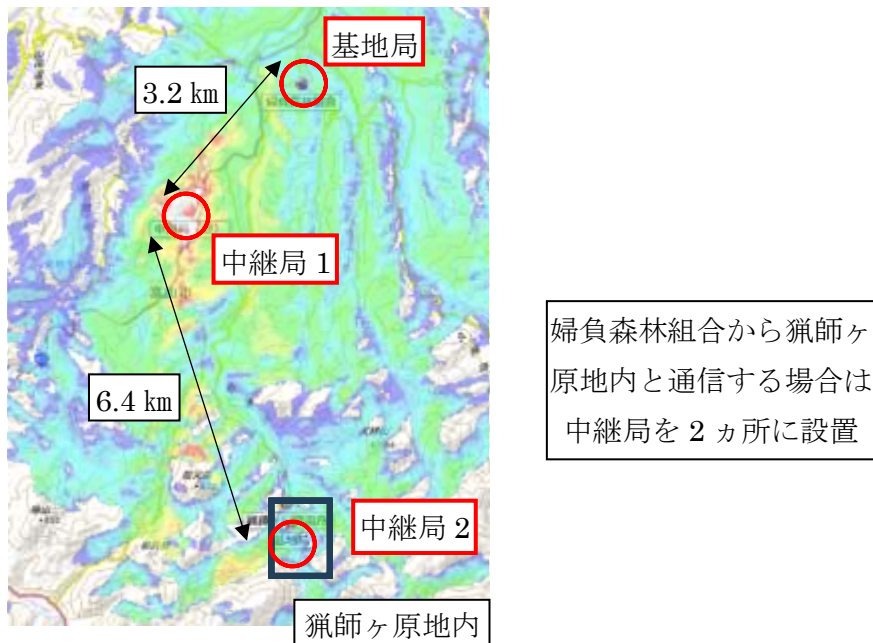 基地局
3.2 km
中継局 1
6.4 km
中継局 2
猟師ヶ原地内
婦負森林組合から猟師ヶ
原地内と通信する場合は
中継局を 2 ヵ所に設置